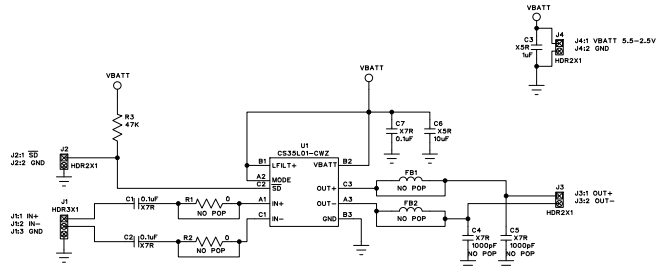 VBATT
C3
X5R
1uF
J4
HDR2X1
J4:1 VBATT 5.5-2.5V
J4:2 GND
VBATT
R3
47K
VBATT
C7
X7R
0.1uF
C6
X5R
10uF
J2:1 SD
J2:2 GND
J2
HDR2X1
U1
CS35L01-CWZ
B1
LFILT+
VBATT
B2
A2
MODE
C2
SD
A1
IN+
OUT+
C3
C1
IN-
OUT-
A3
GND
B3
FB1
NO POP
FB2
NO POP
J1:1 IN+
J1:2 IN-
J1:3 GND
J1
HDR3X1
C1
0.1uF
X7R
R1
0
NO POP
C2
0.1uF
X7R
R2
0
NO POP
C4
X7R
1000pF
NO POP
C5
X7R
1000pF
NO POP
J3
HDR2X1
J3:1 OUT+
J3:2 OUT-